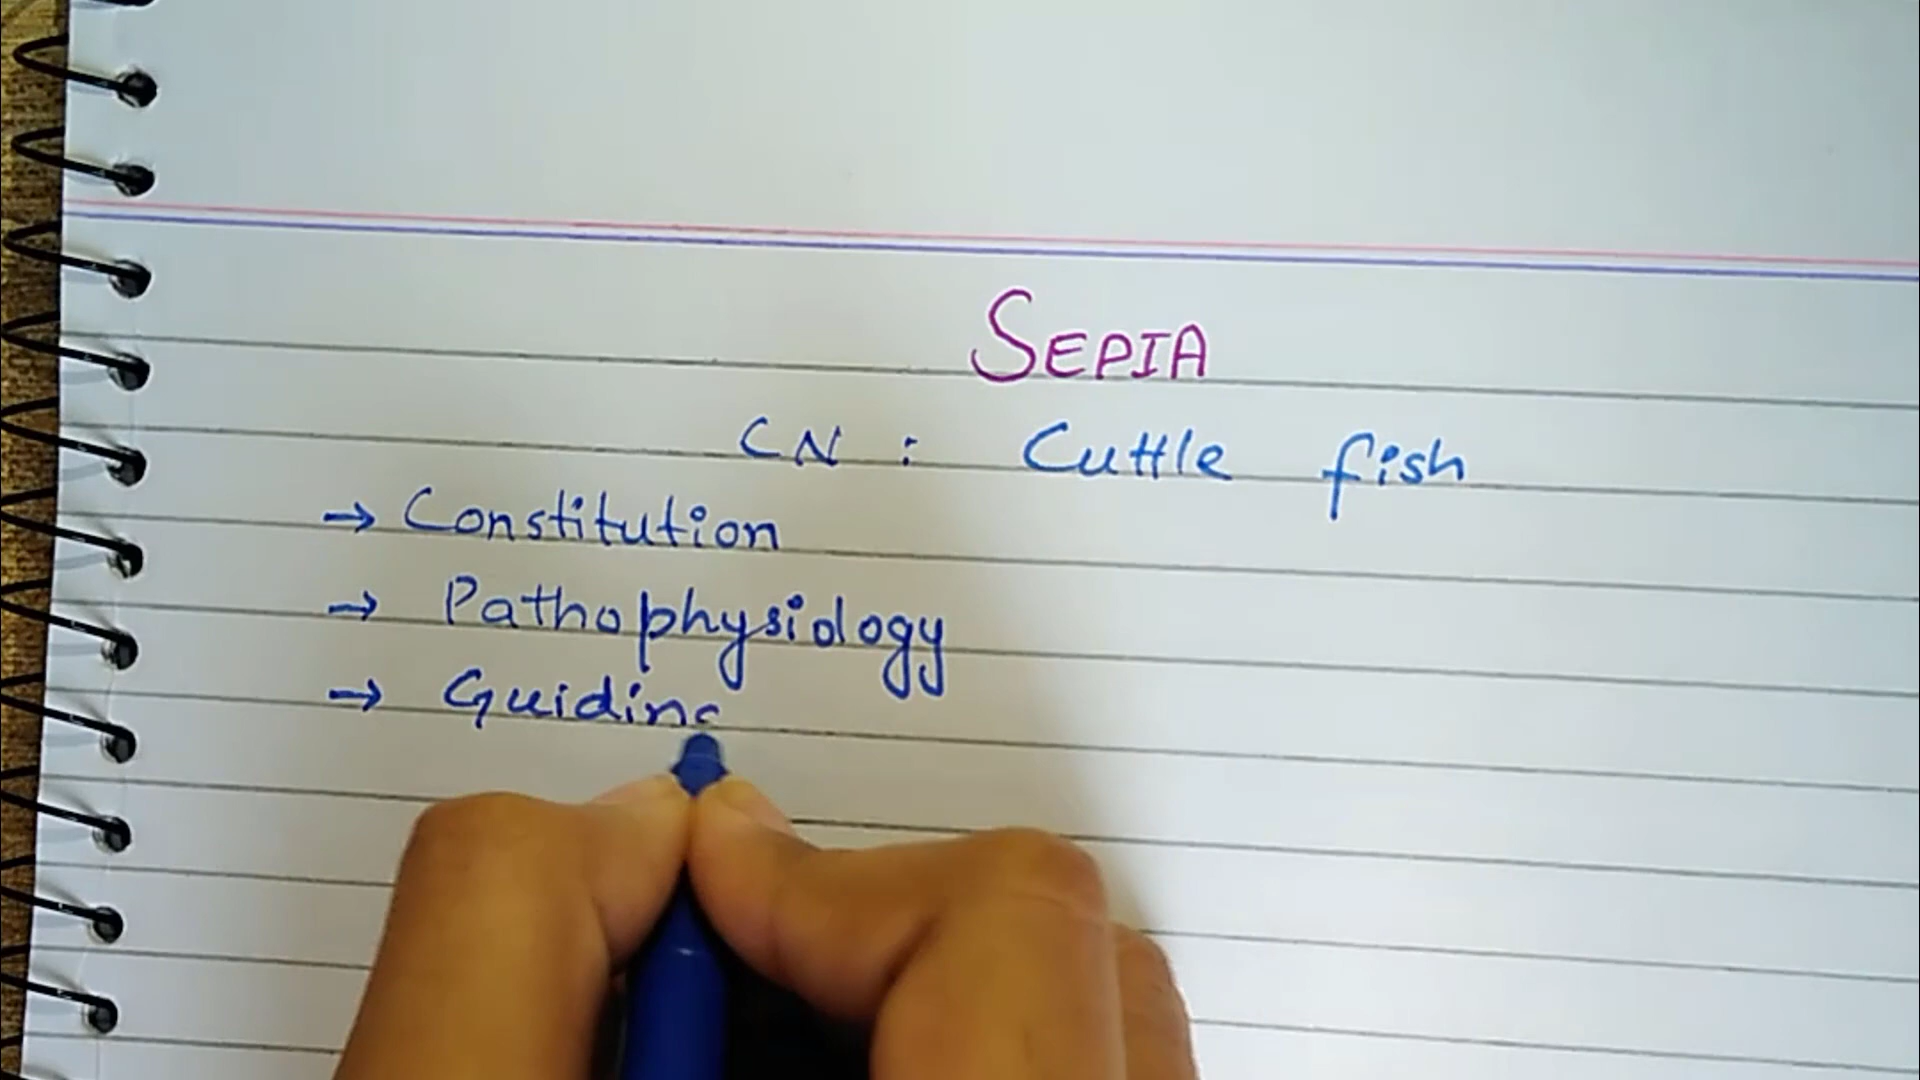 SEPIA
CN : Cuttle fish
→ Constitution
→ Pathophysiology
→ Guidin